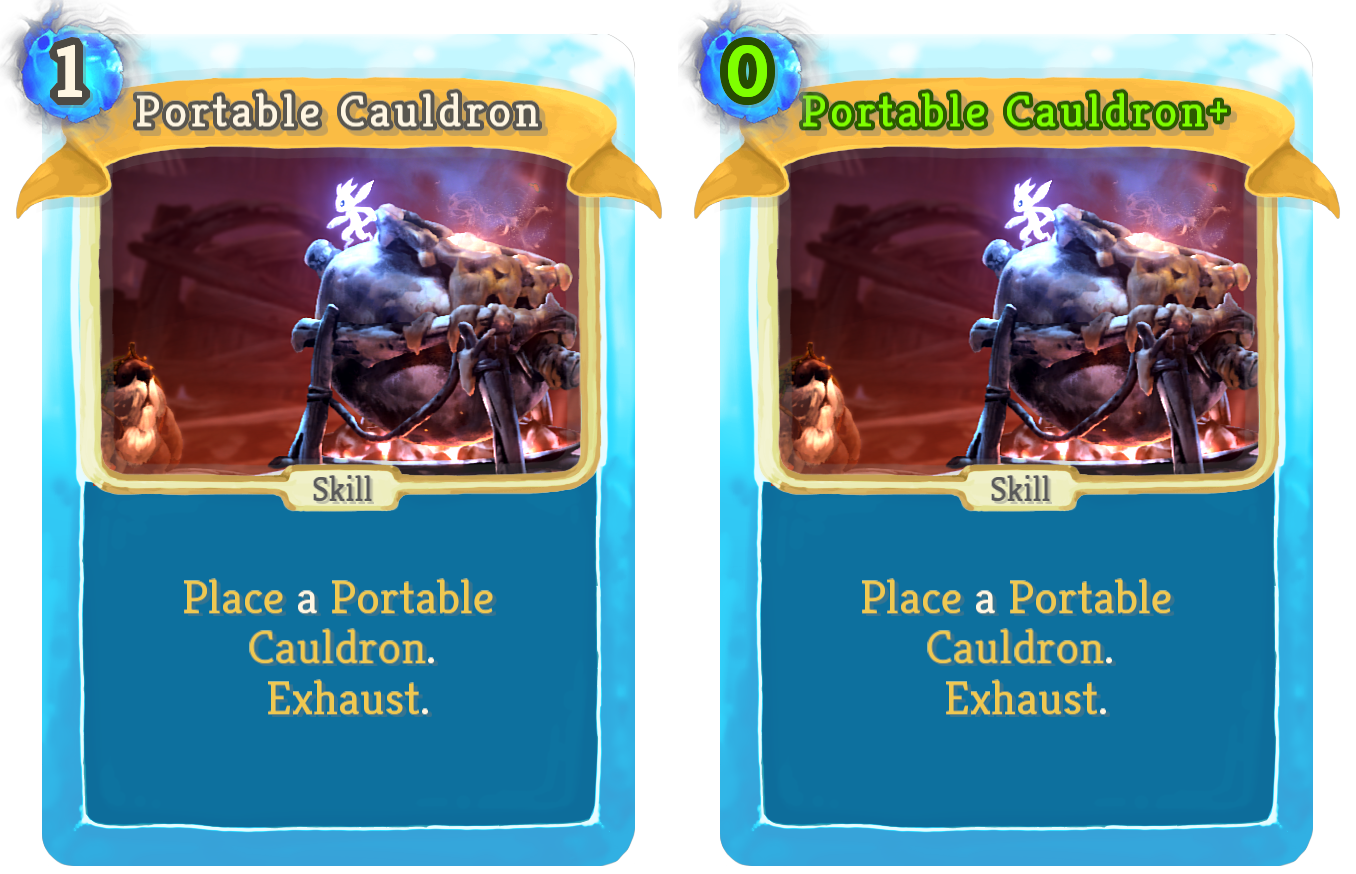 1
Portable Cauldron
Skill
Place a Portable
Cauldron.
Exhaust.
0
Portable Cauldron+
Skill
Place a Portable
Cauldron.
Exhaust.